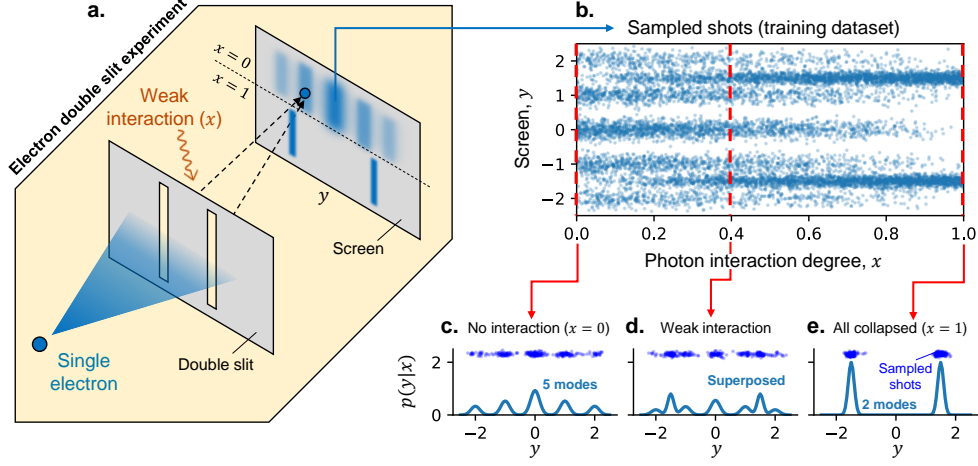 a.
Electron double slit experiment
x = 0
x = 1
Weak
interaction (x)
y
Screen
Double slit
Single
electron
b.
Sampled shots (training dataset)
Screen, y
2
1
0
−1
−2
0.0 0.2 0.4 0.6 0.8 1.0
Photon interaction degree, x
c. No interaction (x = 0)
p(y|x)
2
0
5 modes
−2 0 2
y
d. Weak interaction
Superposed
−2 0 2
y
e. All collapsed (x = 1)
Sampled
shots
2 modes
−2 0 2
y